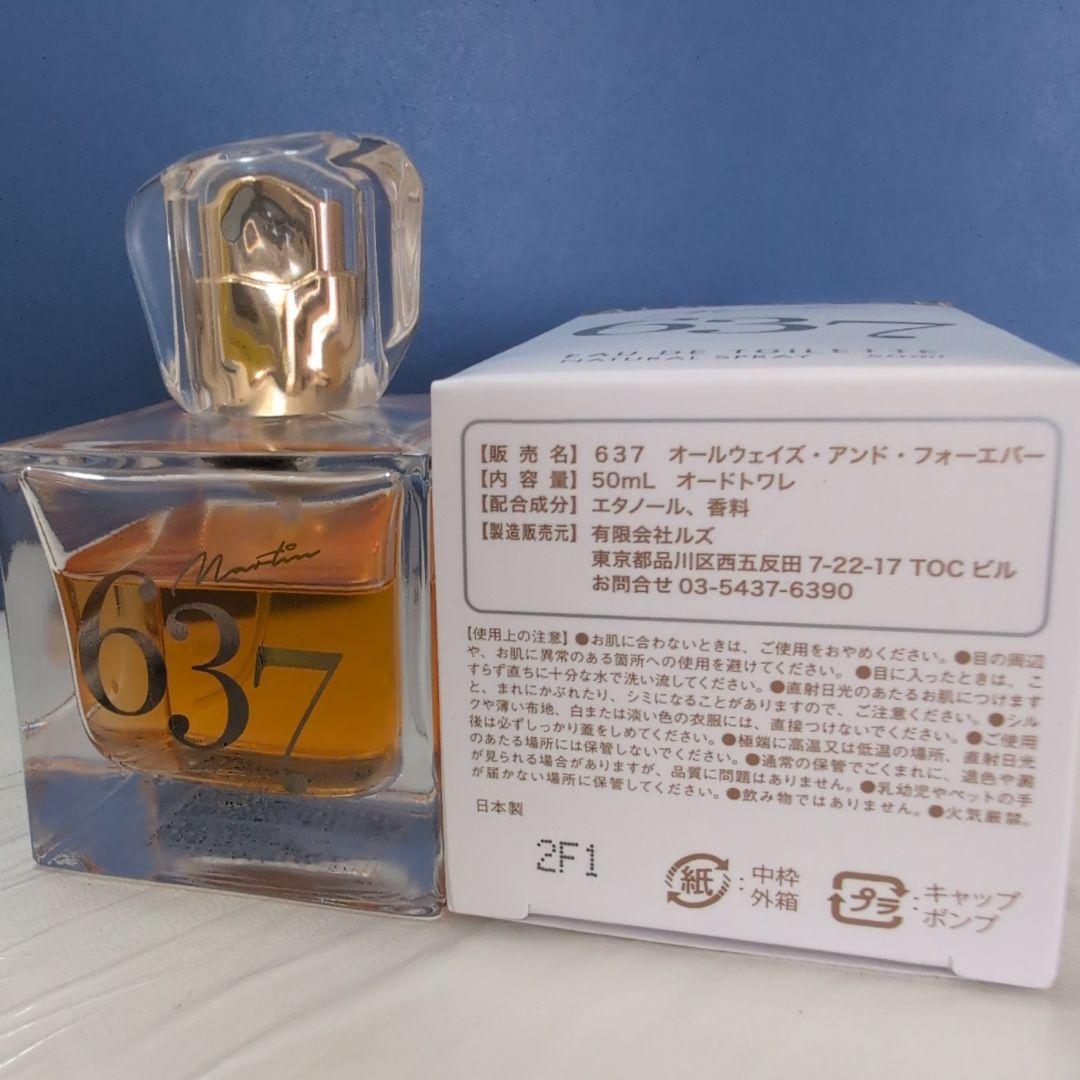 Martin
637
637
EAU DE TOILETTE
NATURAL SPRAY
【販売名】637 オールウェイズ・アンド・フォーエバー
【内容量】50mL オードトワレ
【配合成分】エタノール、香料
【製造販売元】有限会社ルズ
東京都品川区西五反田 7-22-17 TOC ビル
お問合せ 03-5437-6390
【使用上の注意】●お肌に合わないときは、ご使用をおやめください。●目の周辺
や、お肌に異常のある箇所への使用を避けてください。●目に入ったときは、こ
すらず直ちに十分な水で洗い流してください。●直射日光のあたるお肌につけます
と、まれにかぶれたり、シミになることがありますので、ご注意ください。●シル
クや薄い布地、白または淡い色の衣服には、直接つけないでください。●ご使用
後は必ずしっかり蓋をしめてください。●極端に高温又は低温の場所、直射日光
のあたる場所には保管しないでください。●通常の保管でごくまれに、退色や澱
が見られる場合がありますが、品質に問題はありません。●乳幼児やペットの手
が届かない場所に保管してください。●飲み物ではありません。●火気厳禁。
日本製
2F1
紙:中枠
外箱
プラ:キャップ
ポンプ